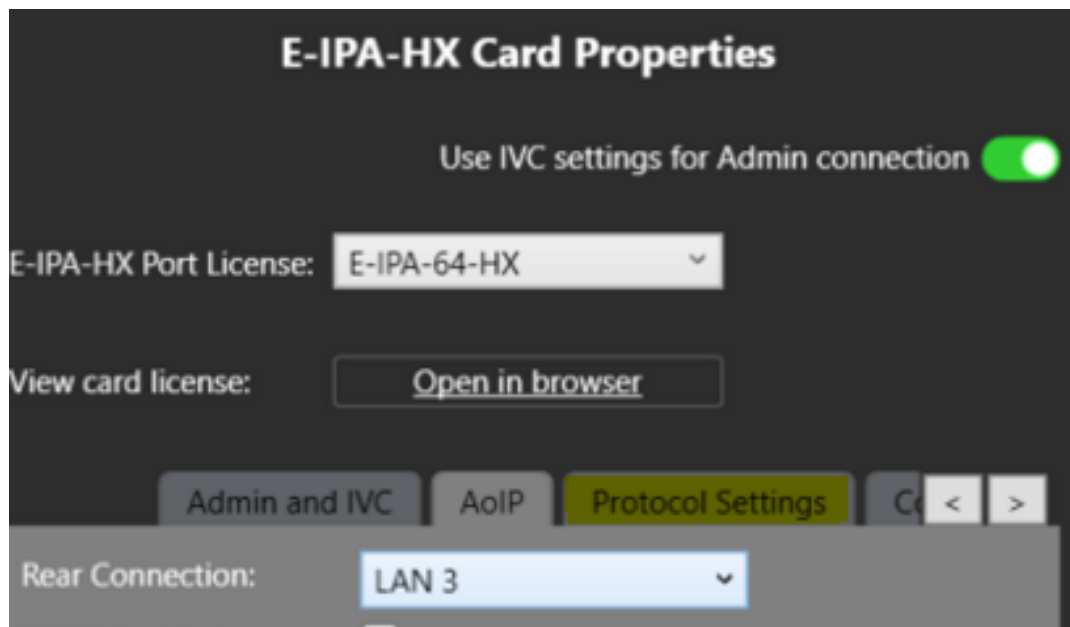 E-IPA-HX Card Properties
Use IVC settings for Admin connection
E-IPA-HX Port License: E-IPA-64-HX
View card license: Open in browser
Admin and IVC AoIP Protocol Settings < >
Rear Connection: LAN 3